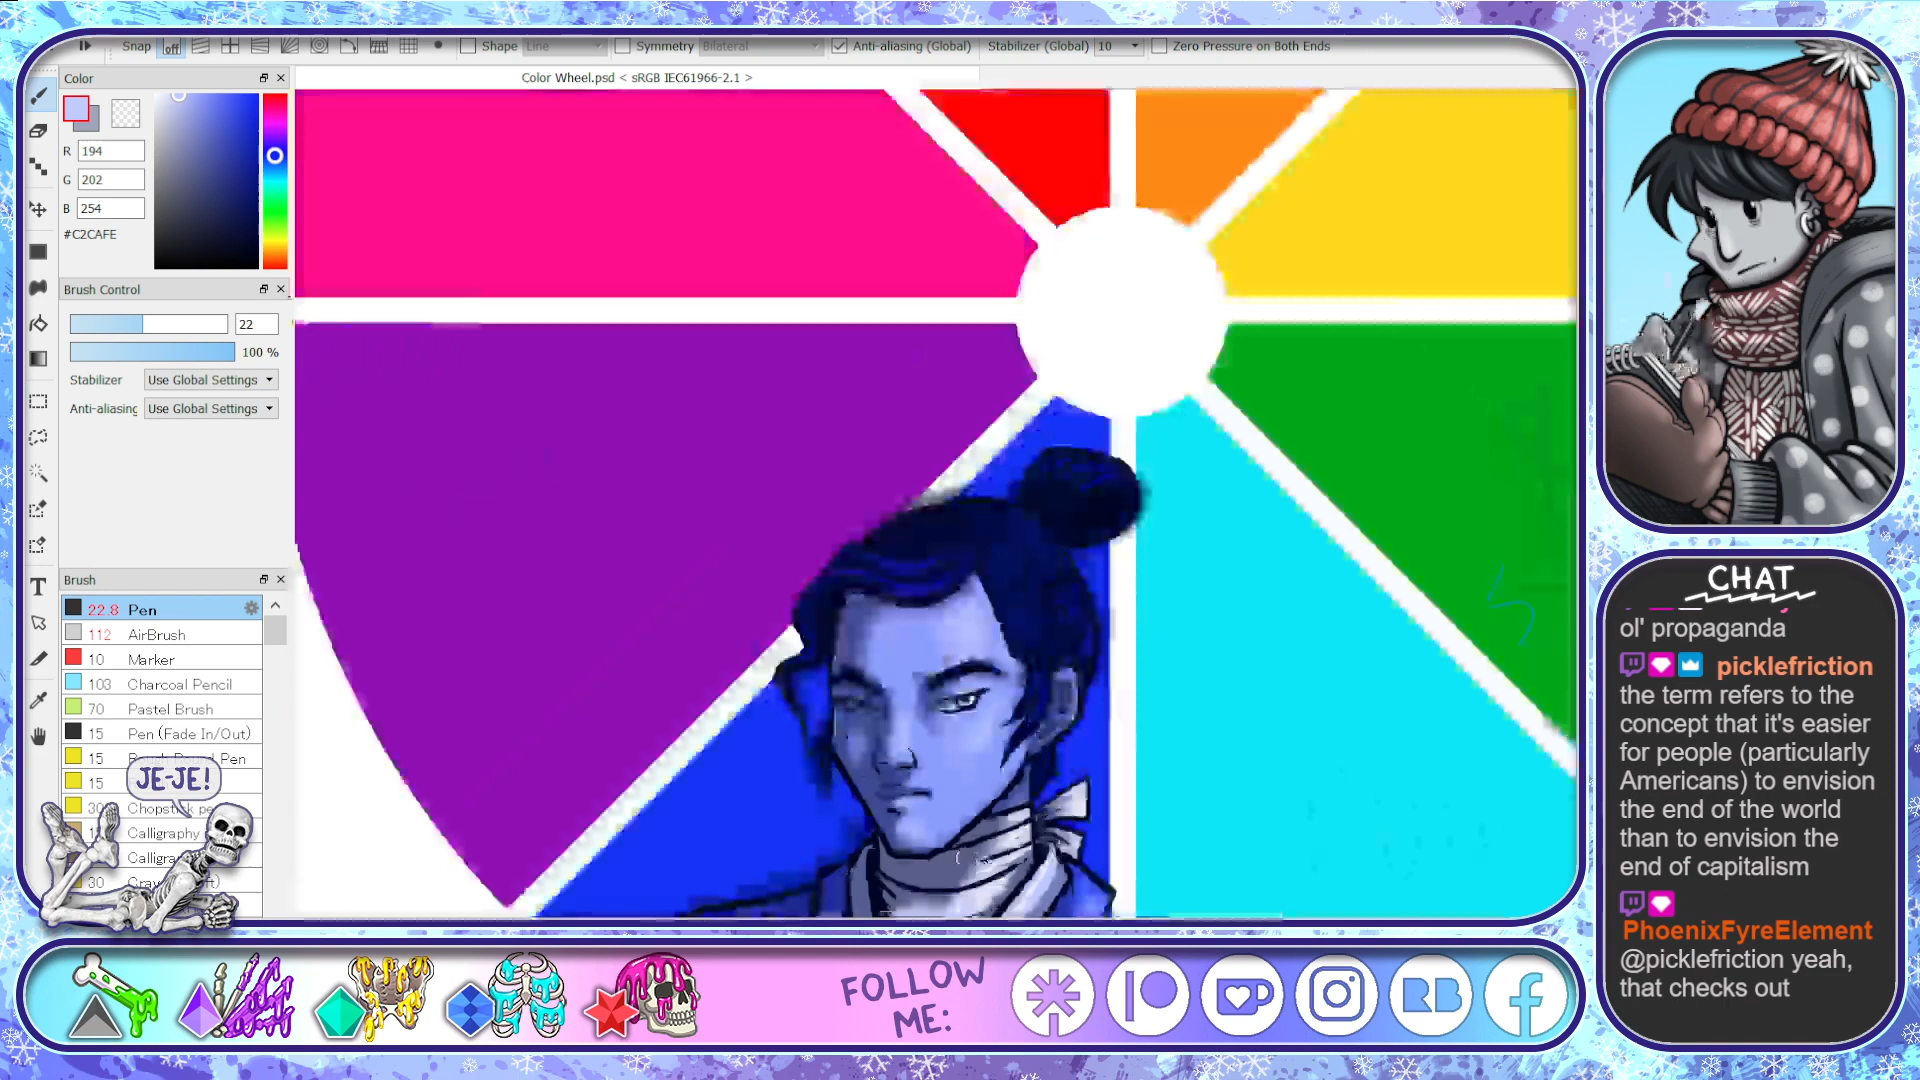 Snap off Shape Line Symmetry Bilateral Anti-aliasing (Global) Stabilizer (Global) 10 Zero Pressure on Both Ends
Color
Color Wheel.psd < sRGB IEC61966-2.1 >
R 194
G 202
B 254
#C2CAFE
Brush Control
22
100 %
Stabilizer Use Global Settings
Anti-aliasing Use Global Settings
T
Brush
22.8 Pen
112 AirBrush
10 Marker
103 Charcoal Pencil
70 Pastel Brush
15 Pen (Fade In/Out)
15 Pen
15
30 Chopstick
Calligraphy
30
JE-JE!
FOLLOW
ME:
RB
f
CHAT
ol' propaganda
picklefriction
the term refers to the
concept that it's easier
for people (particularly
Americans) to envision
the end of the world
than to envision the
end of capitalism
PhoenixFyreElement
@picklefriction yeah,
that checks out